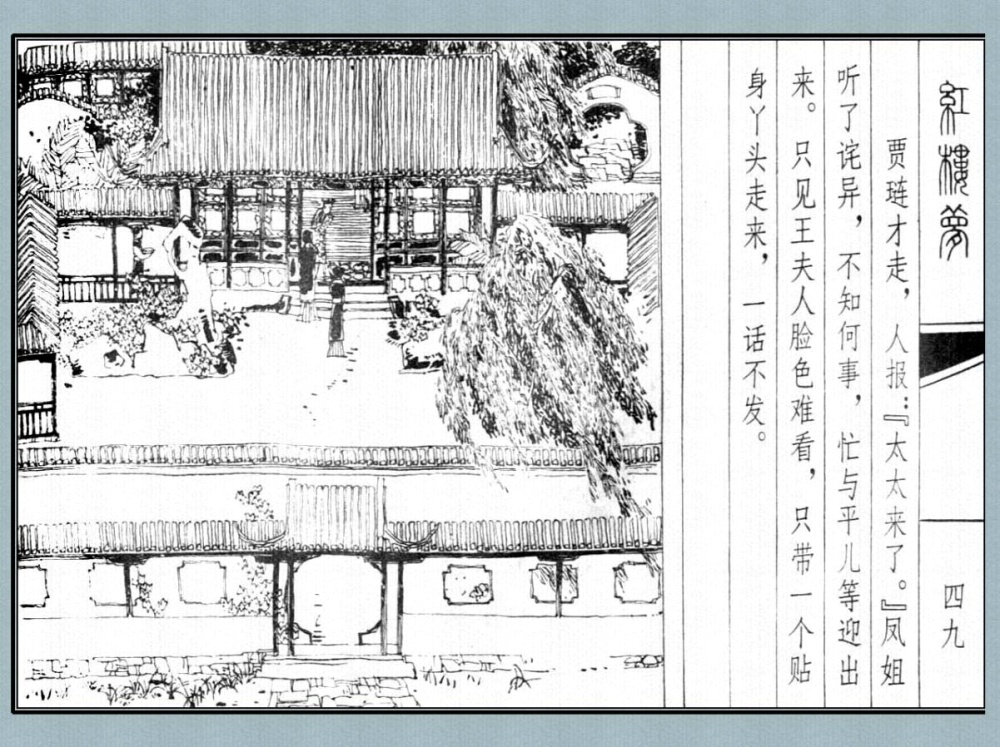 紅樓夢
四九
贾琏才走，人报：『太太来了。』凤姐
听了诧异，不知何事，忙与平儿等迎出
来。只见王夫人脸色难看，只带一个贴
身丫头走来，一话不发。